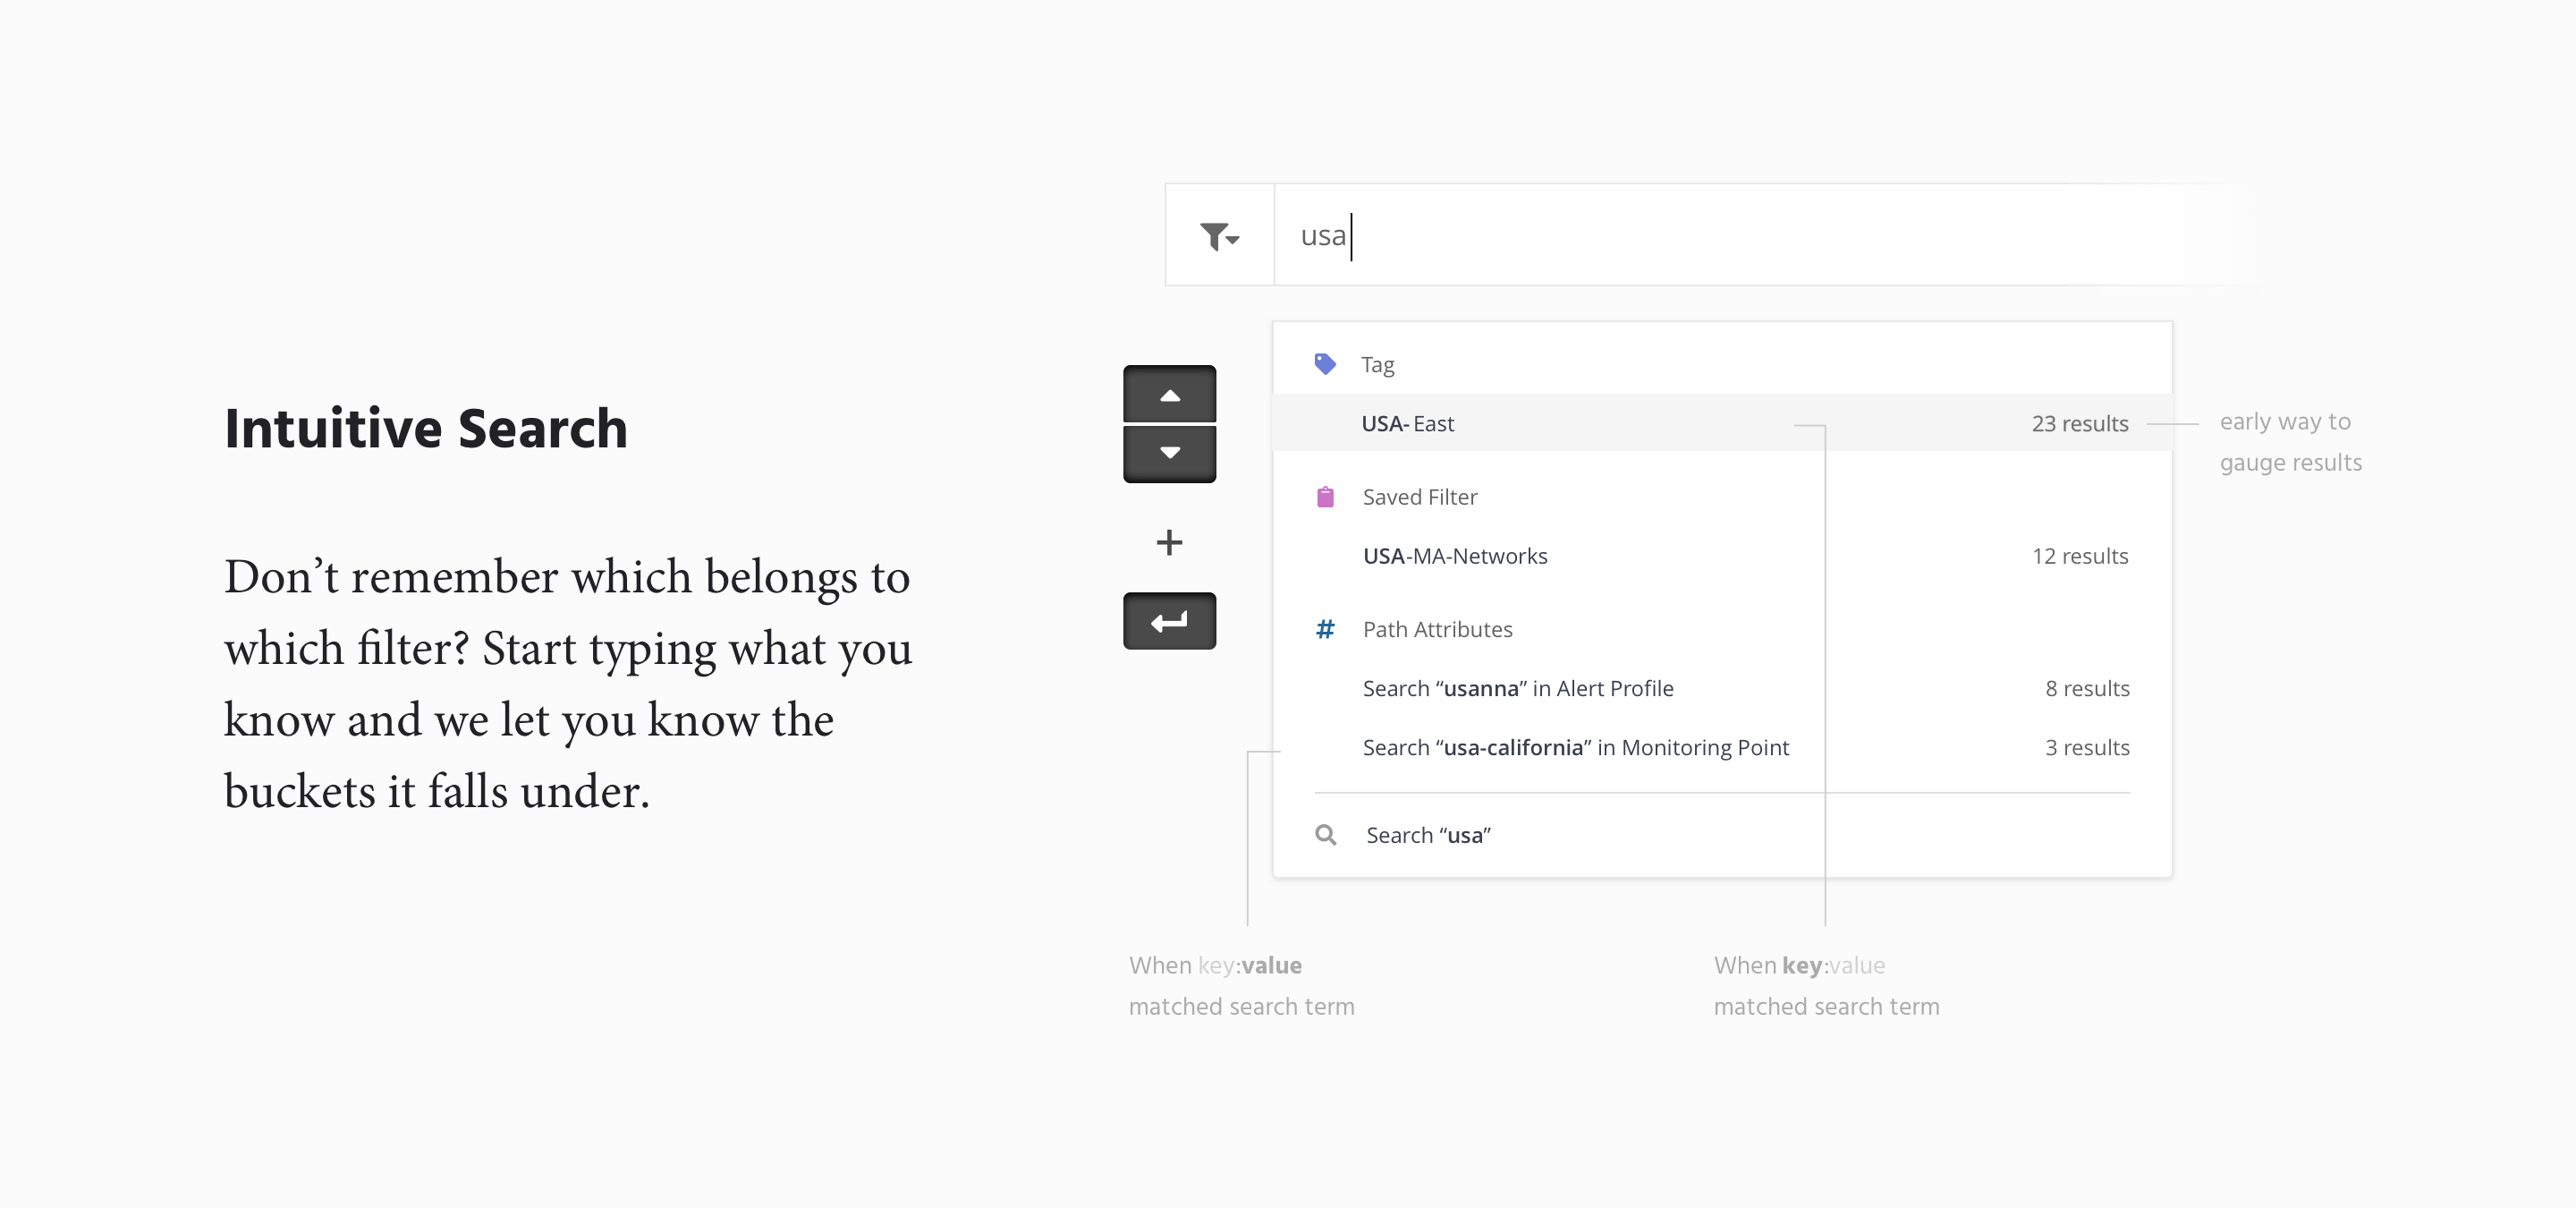 Intuitive Search
Don’t remember which belongs to
which filter? Start typing what you
know and we let you know the
buckets it falls under.
usa
Tag
USA- East 23 results
early way to
gauge results
Saved Filter
USA-MA-Networks 12 results
+
# Path Attributes
Search “usanna” in Alert Profile 8 results
Search “usa-california” in Monitoring Point 3 results
Search “usa”
When key:value
matched search term
When key:value
matched search term